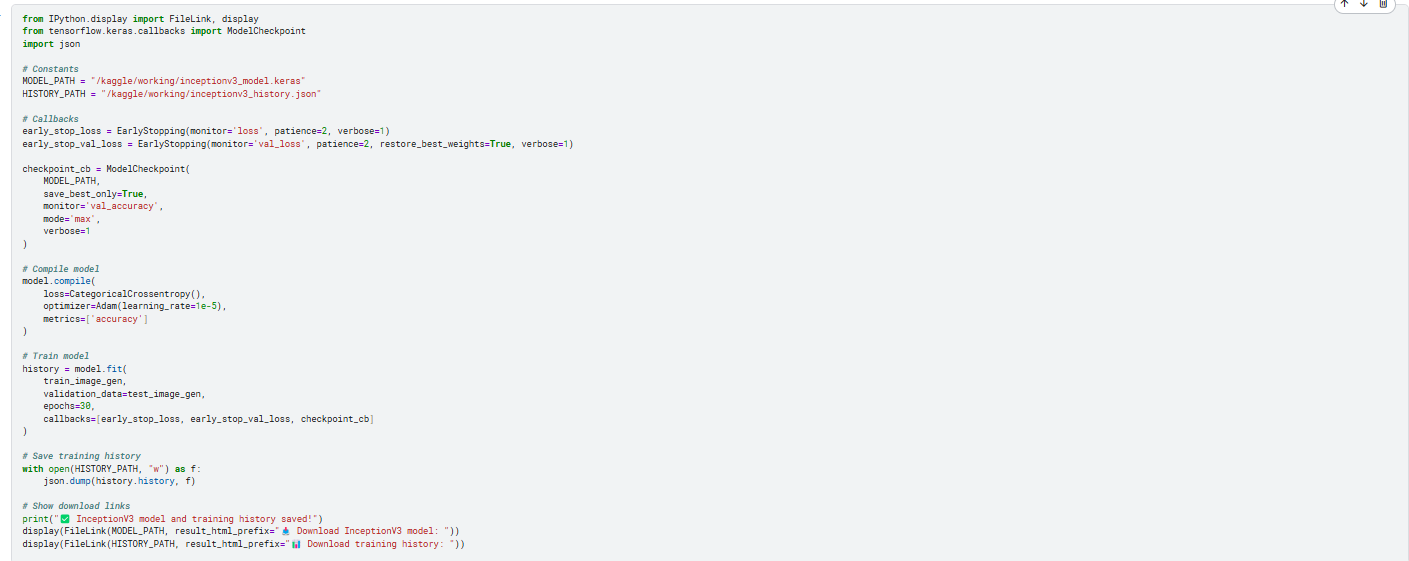 from IPython.display import FileLink, display
from tensorflow.keras.callbacks import ModelCheckpoint
import json

# Constants
MODEL_PATH = "/kaggle/working/inceptionv3_model.keras"
HISTORY_PATH = "/kaggle/working/inceptionv3_history.json"

# Callbacks
early_stop_loss = EarlyStopping(monitor='loss', patience=2, verbose=1)
early_stop_val_loss = EarlyStopping(monitor='val_loss', patience=2, restore_best_weights=True, verbose=1)

checkpoint_cb = ModelCheckpoint(
    MODEL_PATH,
    save_best_only=True,
    monitor='val_accuracy',
    mode='max',
    verbose=1
)

# Compile model
model.compile(
    loss=CategoricalCrossentropy(),
    optimizer=Adam(learning_rate=1e-5),
    metrics=['accuracy']
)

# Train model
history = model.fit(
    train_image_gen,
    validation_data=test_image_gen,
    epochs=30,
    callbacks=[early_stop_loss, early_stop_val_loss, checkpoint_cb]
)

# Save training history
with open(HISTORY_PATH, "w") as f:
    json.dump(history.history, f)

# Show download links
print("✅ InceptionV3 model and training history saved!")
display(FileLink(MODEL_PATH, result_html_prefix="📥 Download InceptionV3 model: "))
display(FileLink(HISTORY_PATH, result_html_prefix="📊 Download training history: "))